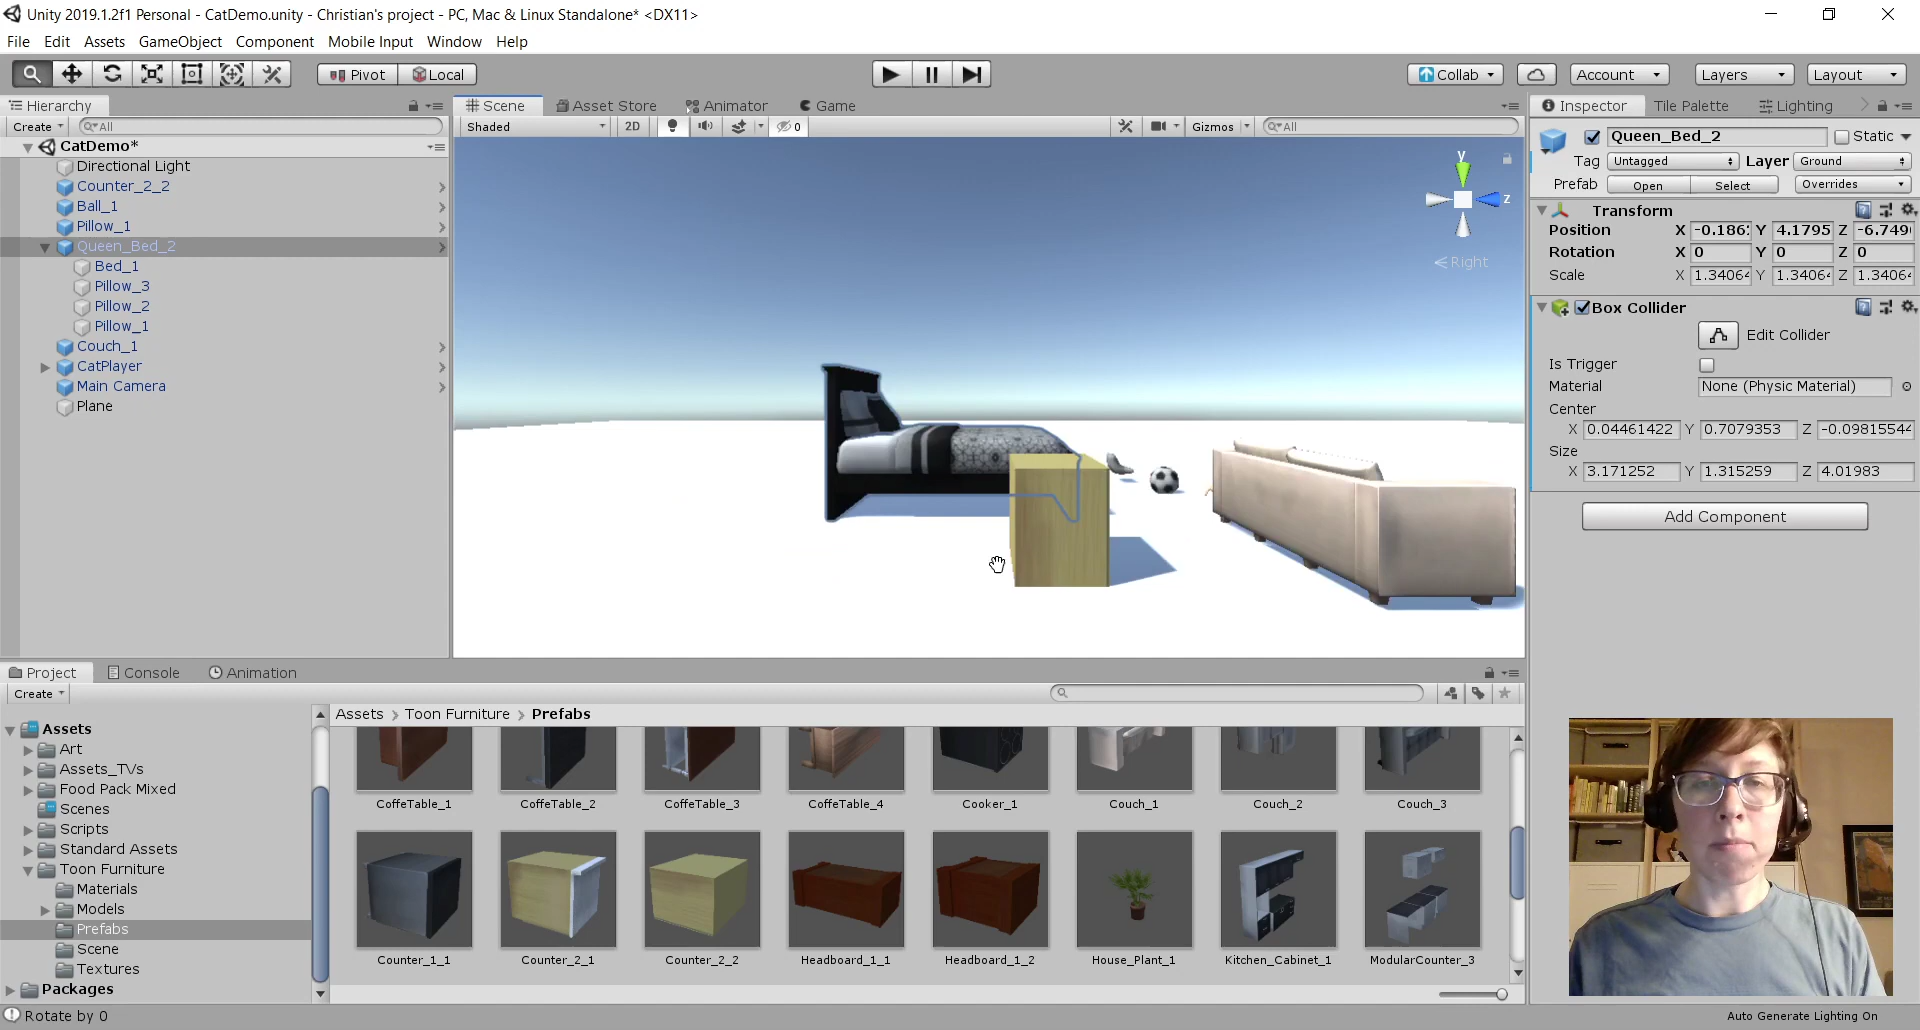 Unity 2019.1.2f1 Personal - CatDemo.unity - Christian's project - PC, Mac & Linux Standalone* <DX11>
File Edit Assets GameObject Component Mobile Input Window Help
Pivot Local Collab Account Layers Layout
Hierarchy
Create All
CatDemo*
Directional Light
Counter_2_2
Ball_1
Pillow_1
Queen_Bed_2
Bed_1
Pillow_3
Pillow_2
Pillow_1
Couch_1
CatPlayer
Main Camera
Plane
Scene Asset Store Animator Game
Shaded 2D 0 Gizmos All
y
z
Right
Inspector Tile Palette Lighting
Queen_Bed_2 Static
Tag Untagged Layer Ground
Prefab Open Select Overrides
Transform
Position X -0.186 Y 4.1795 Z -6.749
Rotation X 0 Y 0 Z 0
Scale X 1.3406 Y 1.3406 Z 1.3406
Box Collider
Edit Collider
Is Trigger
Material None (Physic Material)
Center
X 0.04461422 Y 0.7079353 Z -0.0981554
Size
X 3.171252 Y 1.315259 Z 4.01983
Add Component
Project Console Animation
Create
Assets
Art
Assets_TVs
Food Pack Mixed
Scenes
Scripts
Standard Assets
Toon Furniture
Materials
Models
Prefabs
Scene
Textures
Packages
Assets > Toon Furniture > Prefabs
CoffeTable_1 CoffeTable_2 CoffeTable_3 CoffeTable_4 Cooker_1 Couch_1 Couch_2 Couch_3
Counter_1_1 Counter_2_1 Counter_2_2 Headboard_1_1 Headboard_1_2 House_Plant_1 Kitchen_Cabinet_1 ModularCounter_3
Rotate by 0
Auto Generate Lighting On